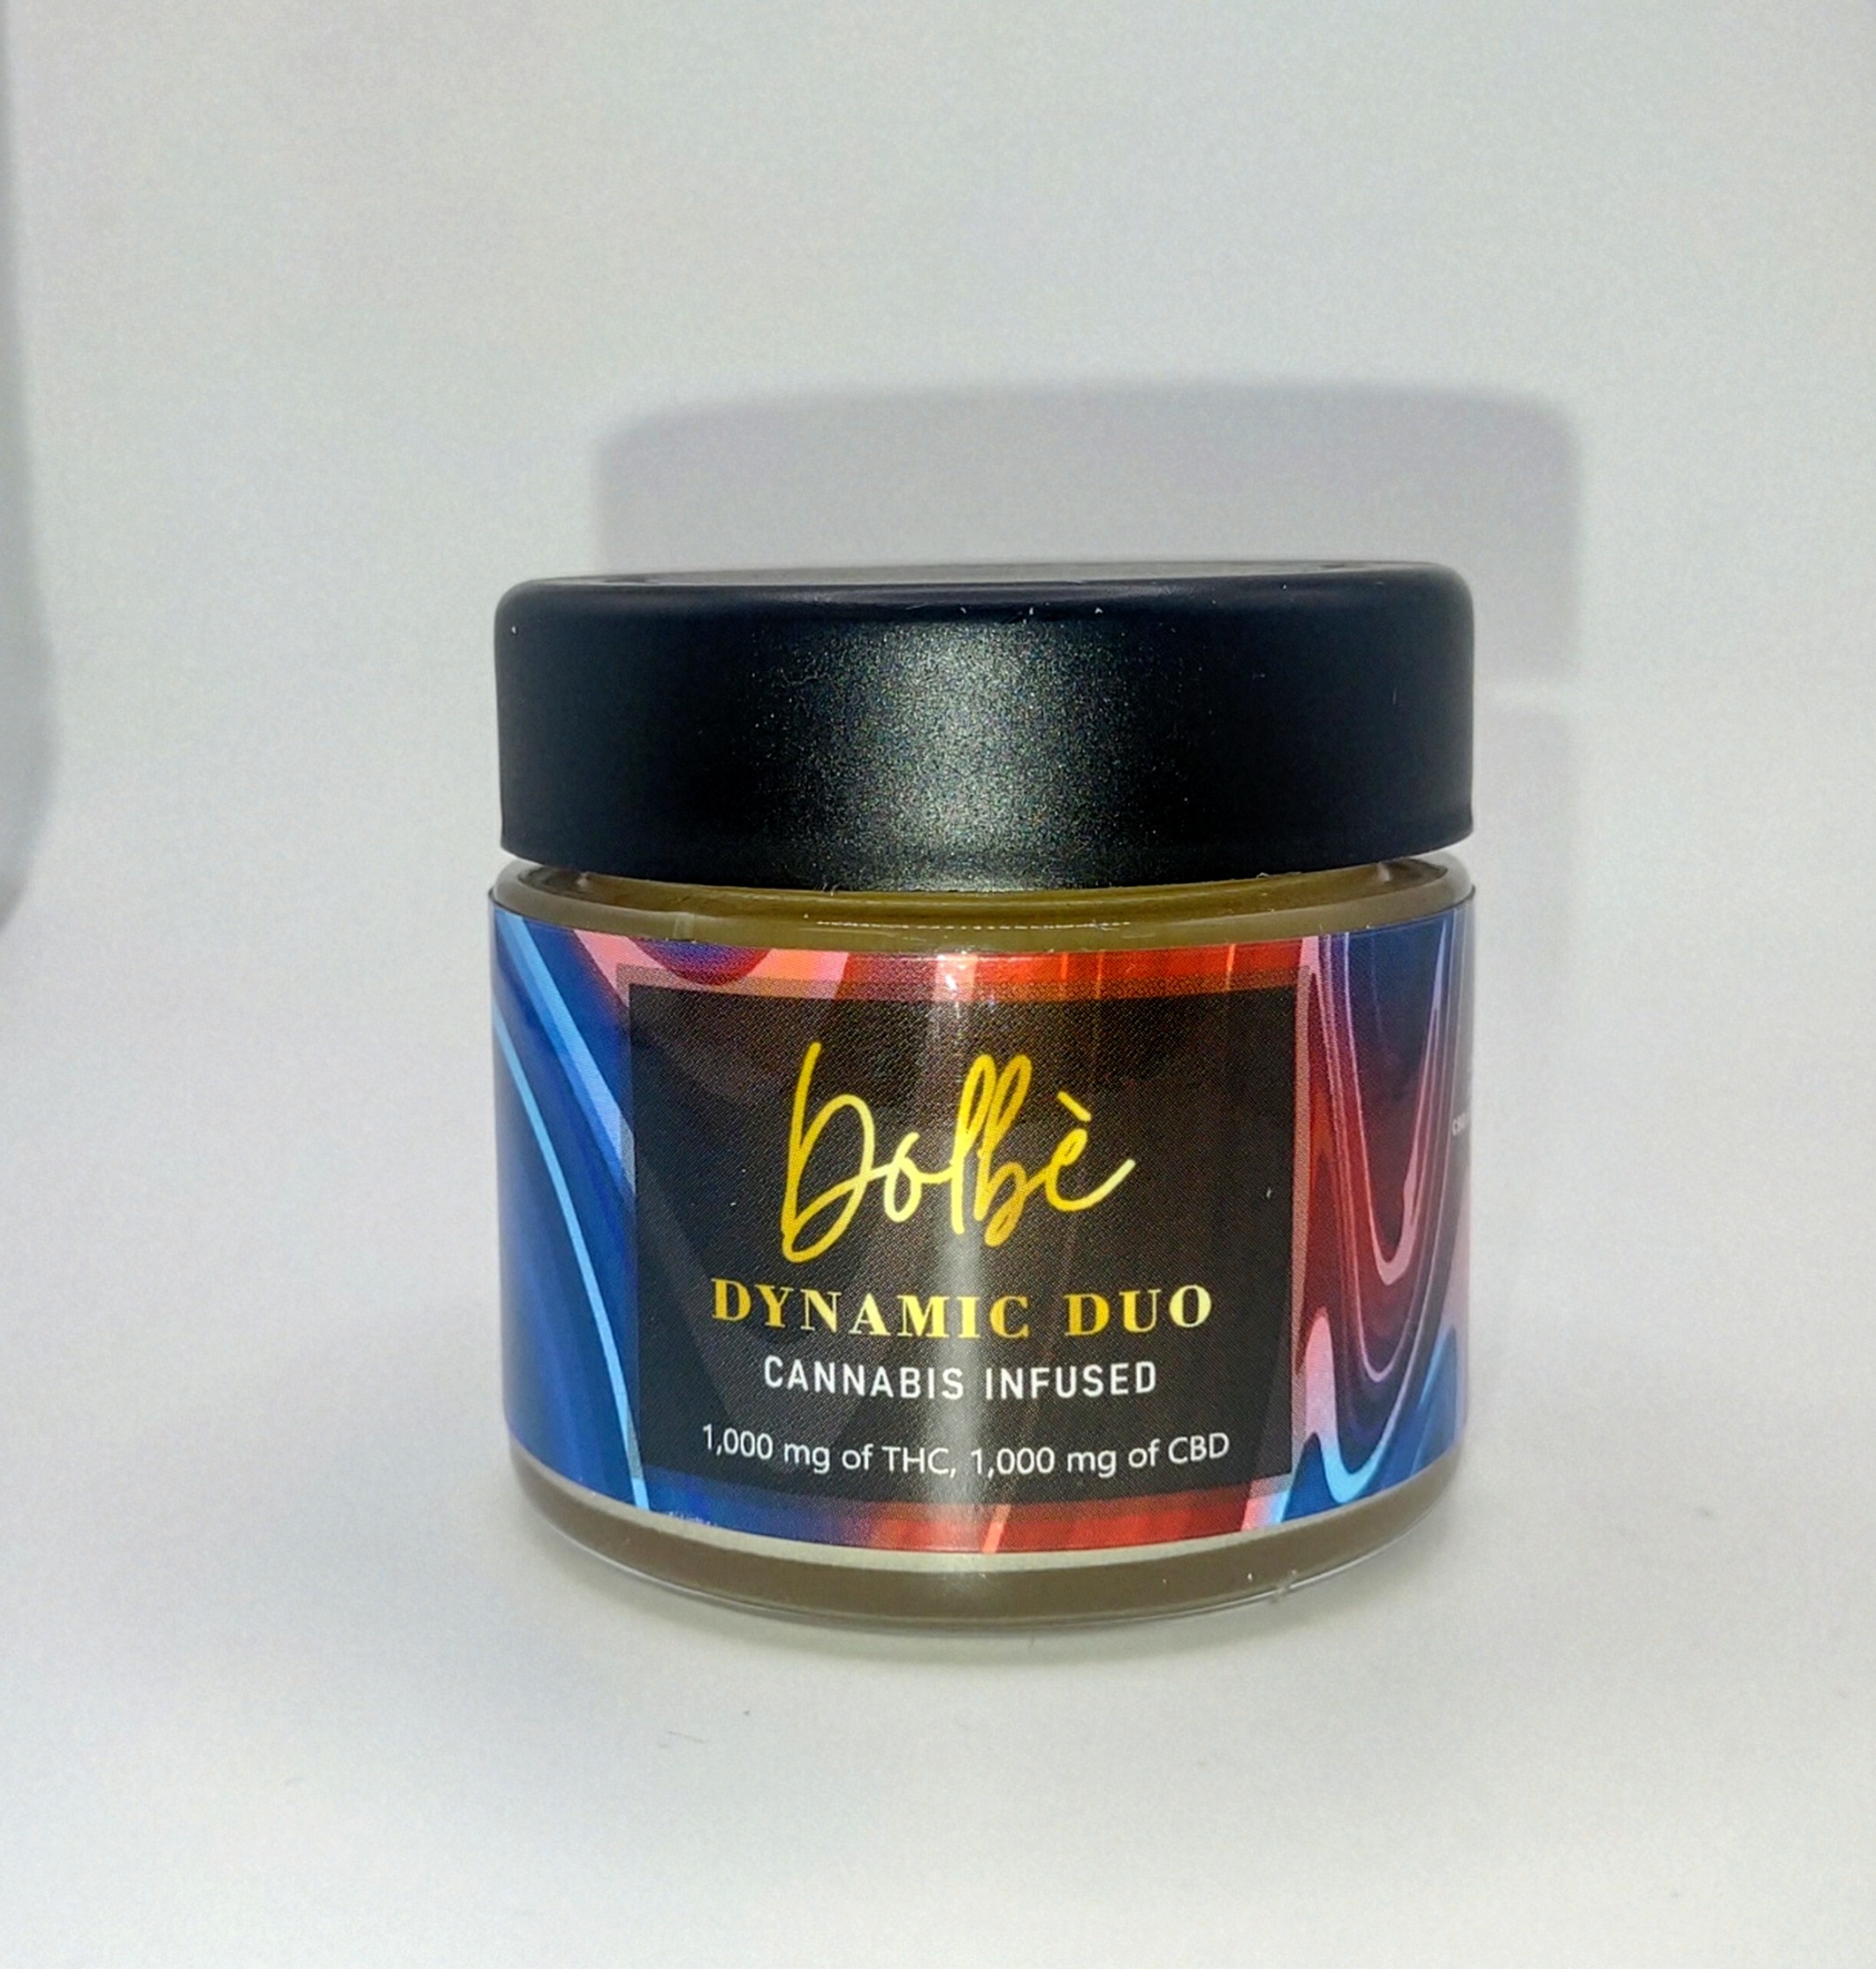 Dolbè
DYNAMIC DUO
CANNABIS INFUSED
1,000 mg of THC, 1,000 mg of CBD